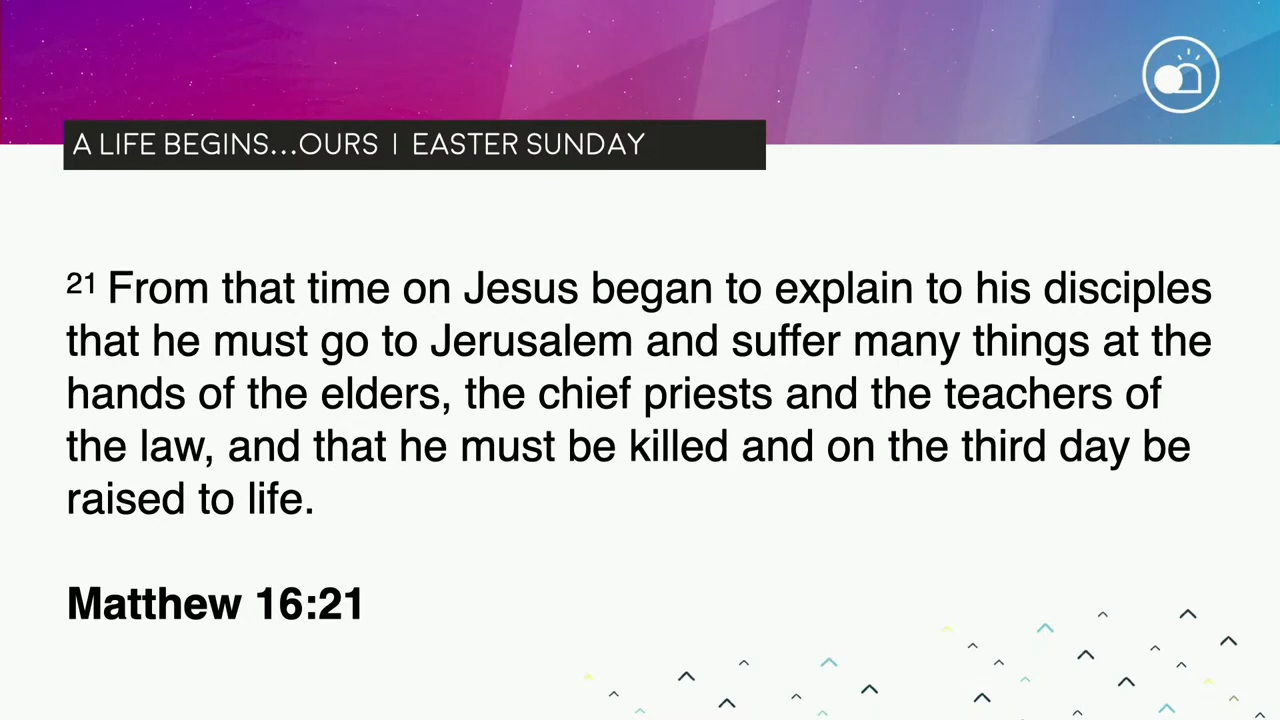 A LIFE BEGINS...OURS | EASTER SUNDAY
21 From that time on Jesus began to explain to his disciples
that he must go to Jerusalem and suffer many things at the
hands of the elders, the chief priests and the teachers of
the law, and that he must be killed and on the third day be
raised to life.
Matthew 16:21